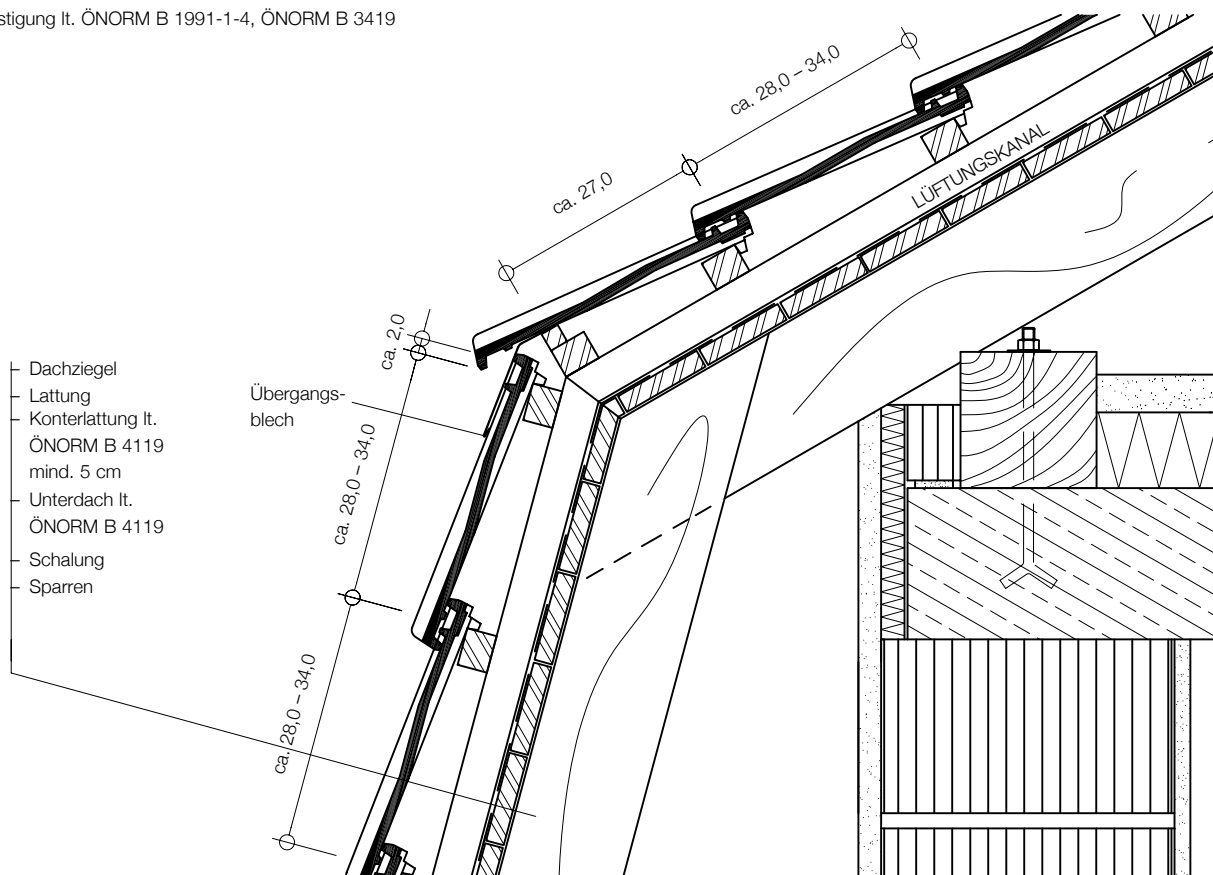 stigung lt. ÖNORM B 1991-1-4, ÖNORM B 3419
ca. 28,0 – 34,0
ca. 27,0
LÜFTUNGSKANAL
ca. 2,0
Dachziegel
Lattung
Konterlattung lt.
ÖNORM B 4119
mind. 5 cm
Unterdach lt.
ÖNORM B 4119
Schalung
Sparren
Übergangs-
blech
ca. 28,0 – 34,0
ca. 28,0 – 34,0